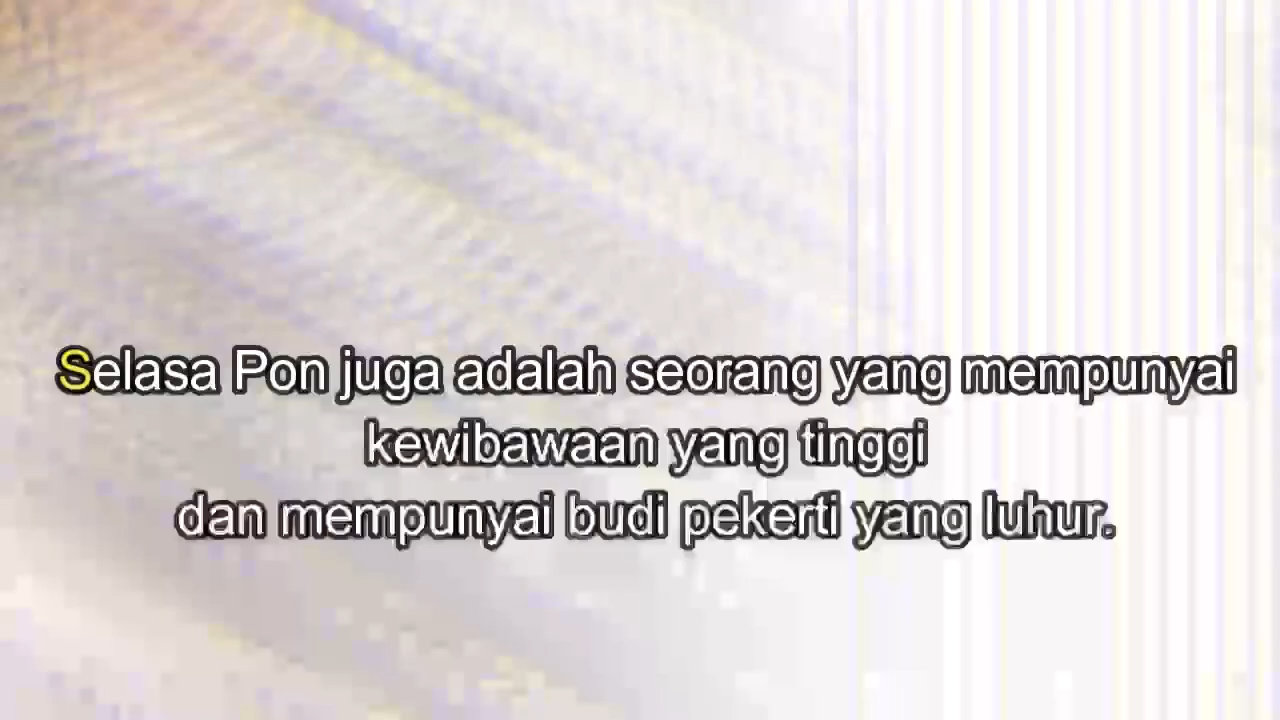 Selasa Pon juga adalah seorang yang mempunyai
kewibawaan yang tinggi
dan mempunyai budi pekerti yang luhur.